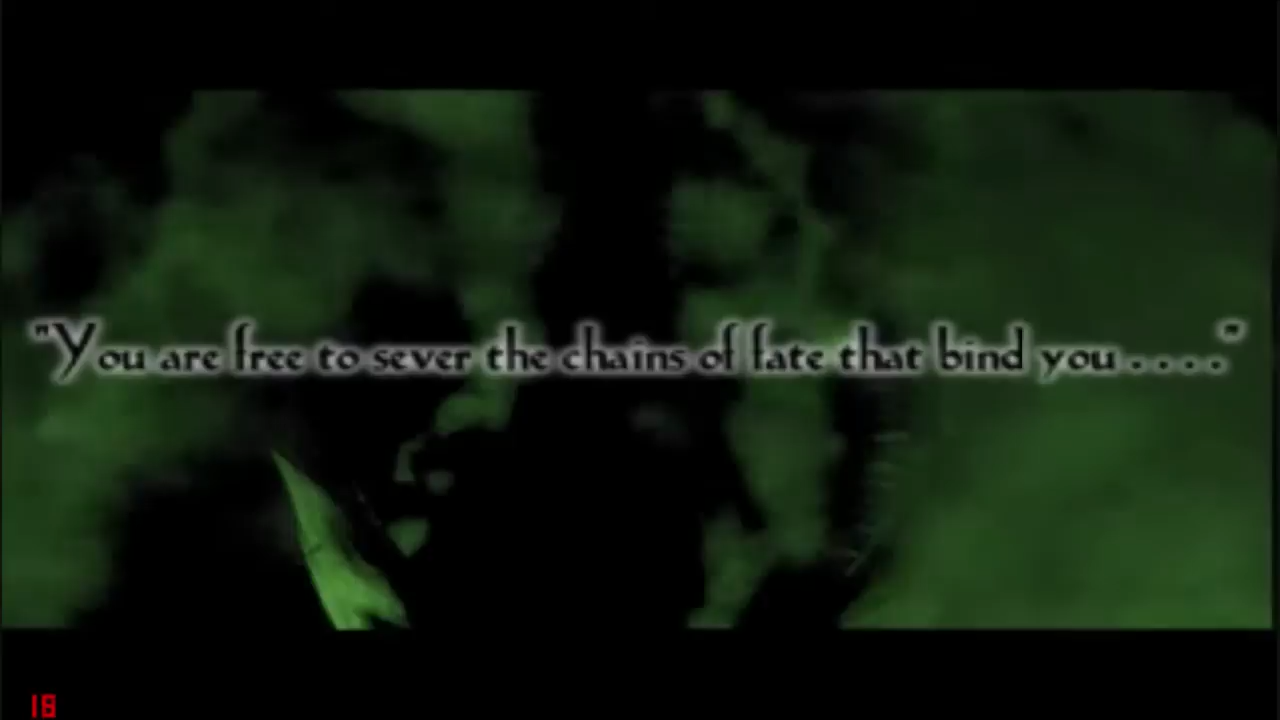 "You are free to sever the chains of fate that bind you . . . ."
18